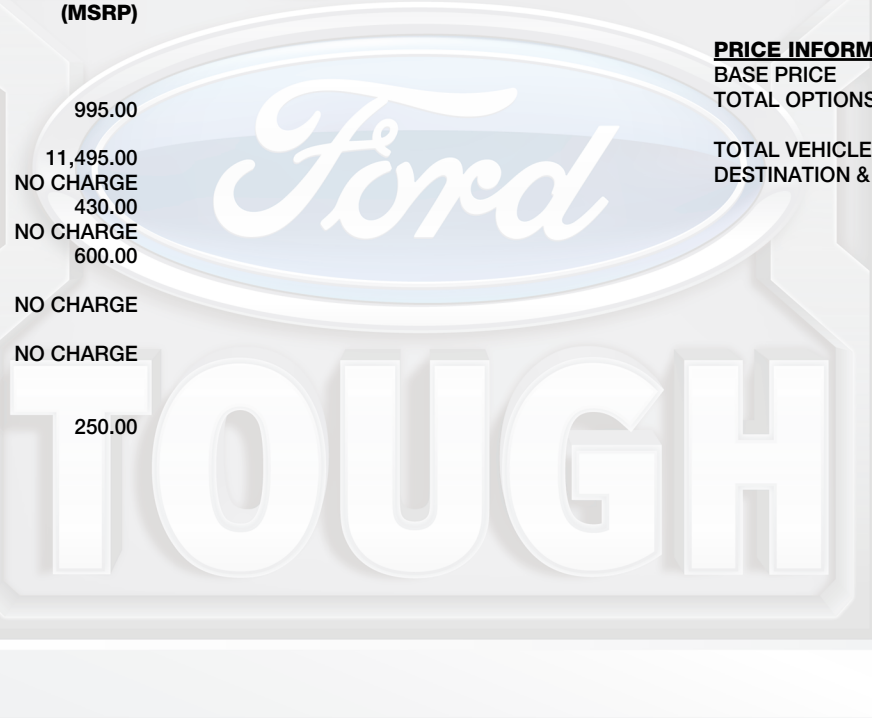 (MSRP)
995.00
11,495.00
NO CHARGE
430.00
NO CHARGE
600.00
NO CHARGE
NO CHARGE
250.00
PRICE INFORM
BASE PRICE
TOTAL OPTIONS
TOTAL VEHICLE
DESTINATION &
Ford
TOUGH